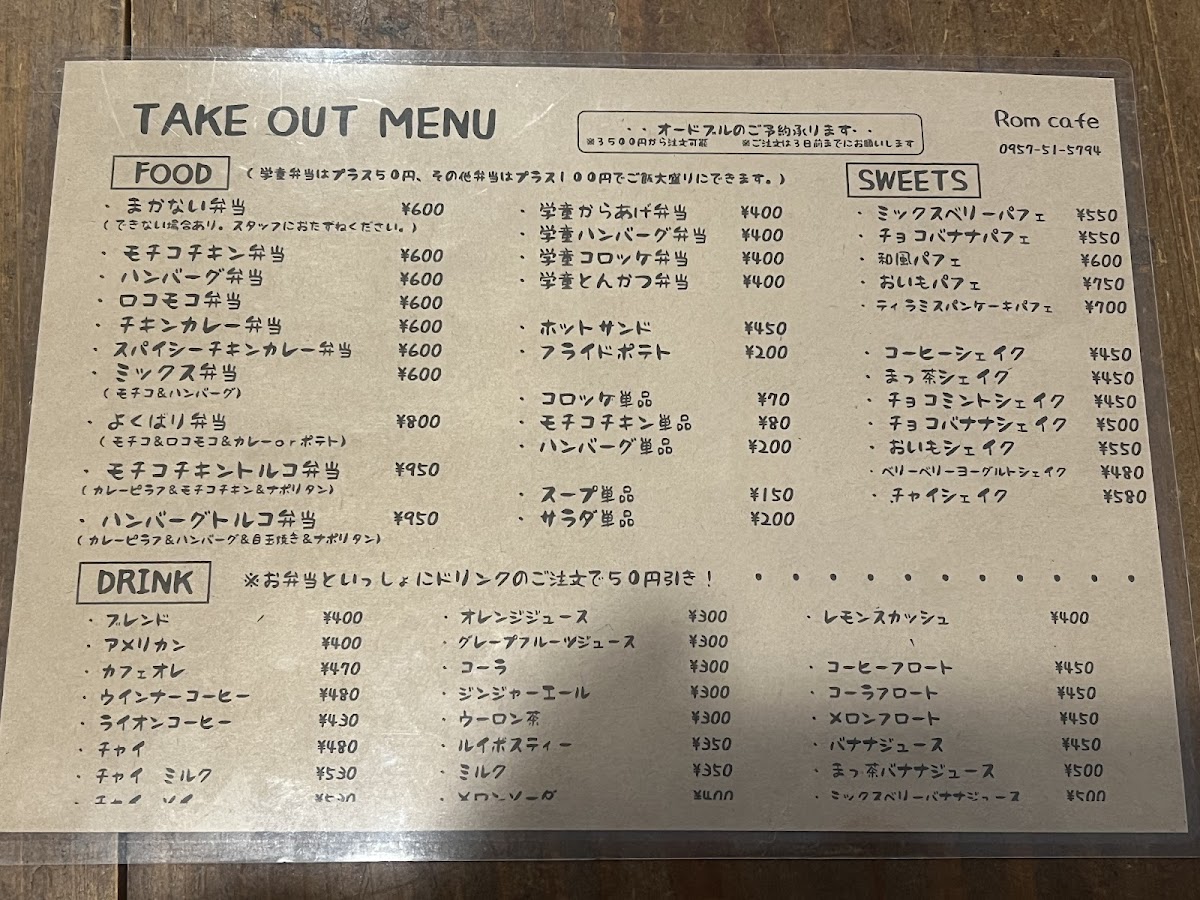 TAKE OUT MENU
・・オードブルのご予約承ります・・
※3500円から注文可能 ※ご注文は3日前までにお願いします
Rom cafe
0957-51-5794
FOOD
(学童弁当はプラス50円、その他弁当はプラス100円でご飯大盛りにできます。)
・まかない弁当 ¥600
(できない場合あり。スタッフにおたずねください。)
・モチコチキン弁当 ¥600
・ハンバーグ弁当 ¥600
・ロコモコ弁当 ¥600
・チキンカレー弁当 ¥600
・スパイシーチキンカレー弁当 ¥600
・ミックス弁当 ¥600
(モチコ&ハンバーグ)
・よくばり弁当 ¥800
(モチコ&ロコモコ&カレーorポテト)
・モチコチキントルコ弁当 ¥950
(カレーピラフ&モチコチキン&ナポリタン)
・ハンバーグトルコ弁当 ¥950
(カレーピラフ&ハンバーグ&目玉焼き&ナポリタン)
・学童からあげ弁当 ¥400
・学童ハンバーグ弁当 ¥400
・学童コロッケ弁当 ¥400
・学童とんかつ弁当 ¥400
・ホットサンド ¥450
・フライドポテト ¥200
・コロッケ単品 ¥70
・モチコチキン単品 ¥80
・ハンバーグ単品 ¥200
・スープ単品 ¥150
・サラダ単品 ¥200
SWEETS
・ミックスベリーパフェ ¥550
・チョコバナナパフェ ¥550
・和風パフェ ¥600
・おいもパフェ ¥750
・ティラミスパンケーキパフェ ¥700
・コーヒーシェイク ¥450
・まっ茶シェイク ¥450
・チョコミントシェイク ¥450
・チョコバナナシェイク ¥500
・おいもシェイク ¥550
・ベリーベリーヨーグルトシェイク ¥480
・チャイシェイク ¥580
DRINK
※お弁当といっしょにドリンクのご注文で50円引き!
・ブレンド ¥400
・アメリカン ¥400
・カフェオレ ¥470
・ウインナーコーヒー ¥480
・ライオンコーヒー ¥430
・チャイ ¥480
・チャイ ミルク ¥530
・チャイ ソイ ¥530
・オレンジジュース ¥300
・グレープフルーツジュース ¥300
・コーラ ¥300
・ジンジャーエール ¥300
・ウーロン茶 ¥300
・ルイボスティー ¥350
・ミルク ¥350
・メロンソーダ ¥400
・レモンスカッシュ ¥400
・コーヒーフロート ¥450
・コーラフロート ¥450
・メロンフロート ¥450
・バナナジュース ¥450
・まっ茶バナナジュース ¥500
・ミックスベリーバナナジュース ¥500